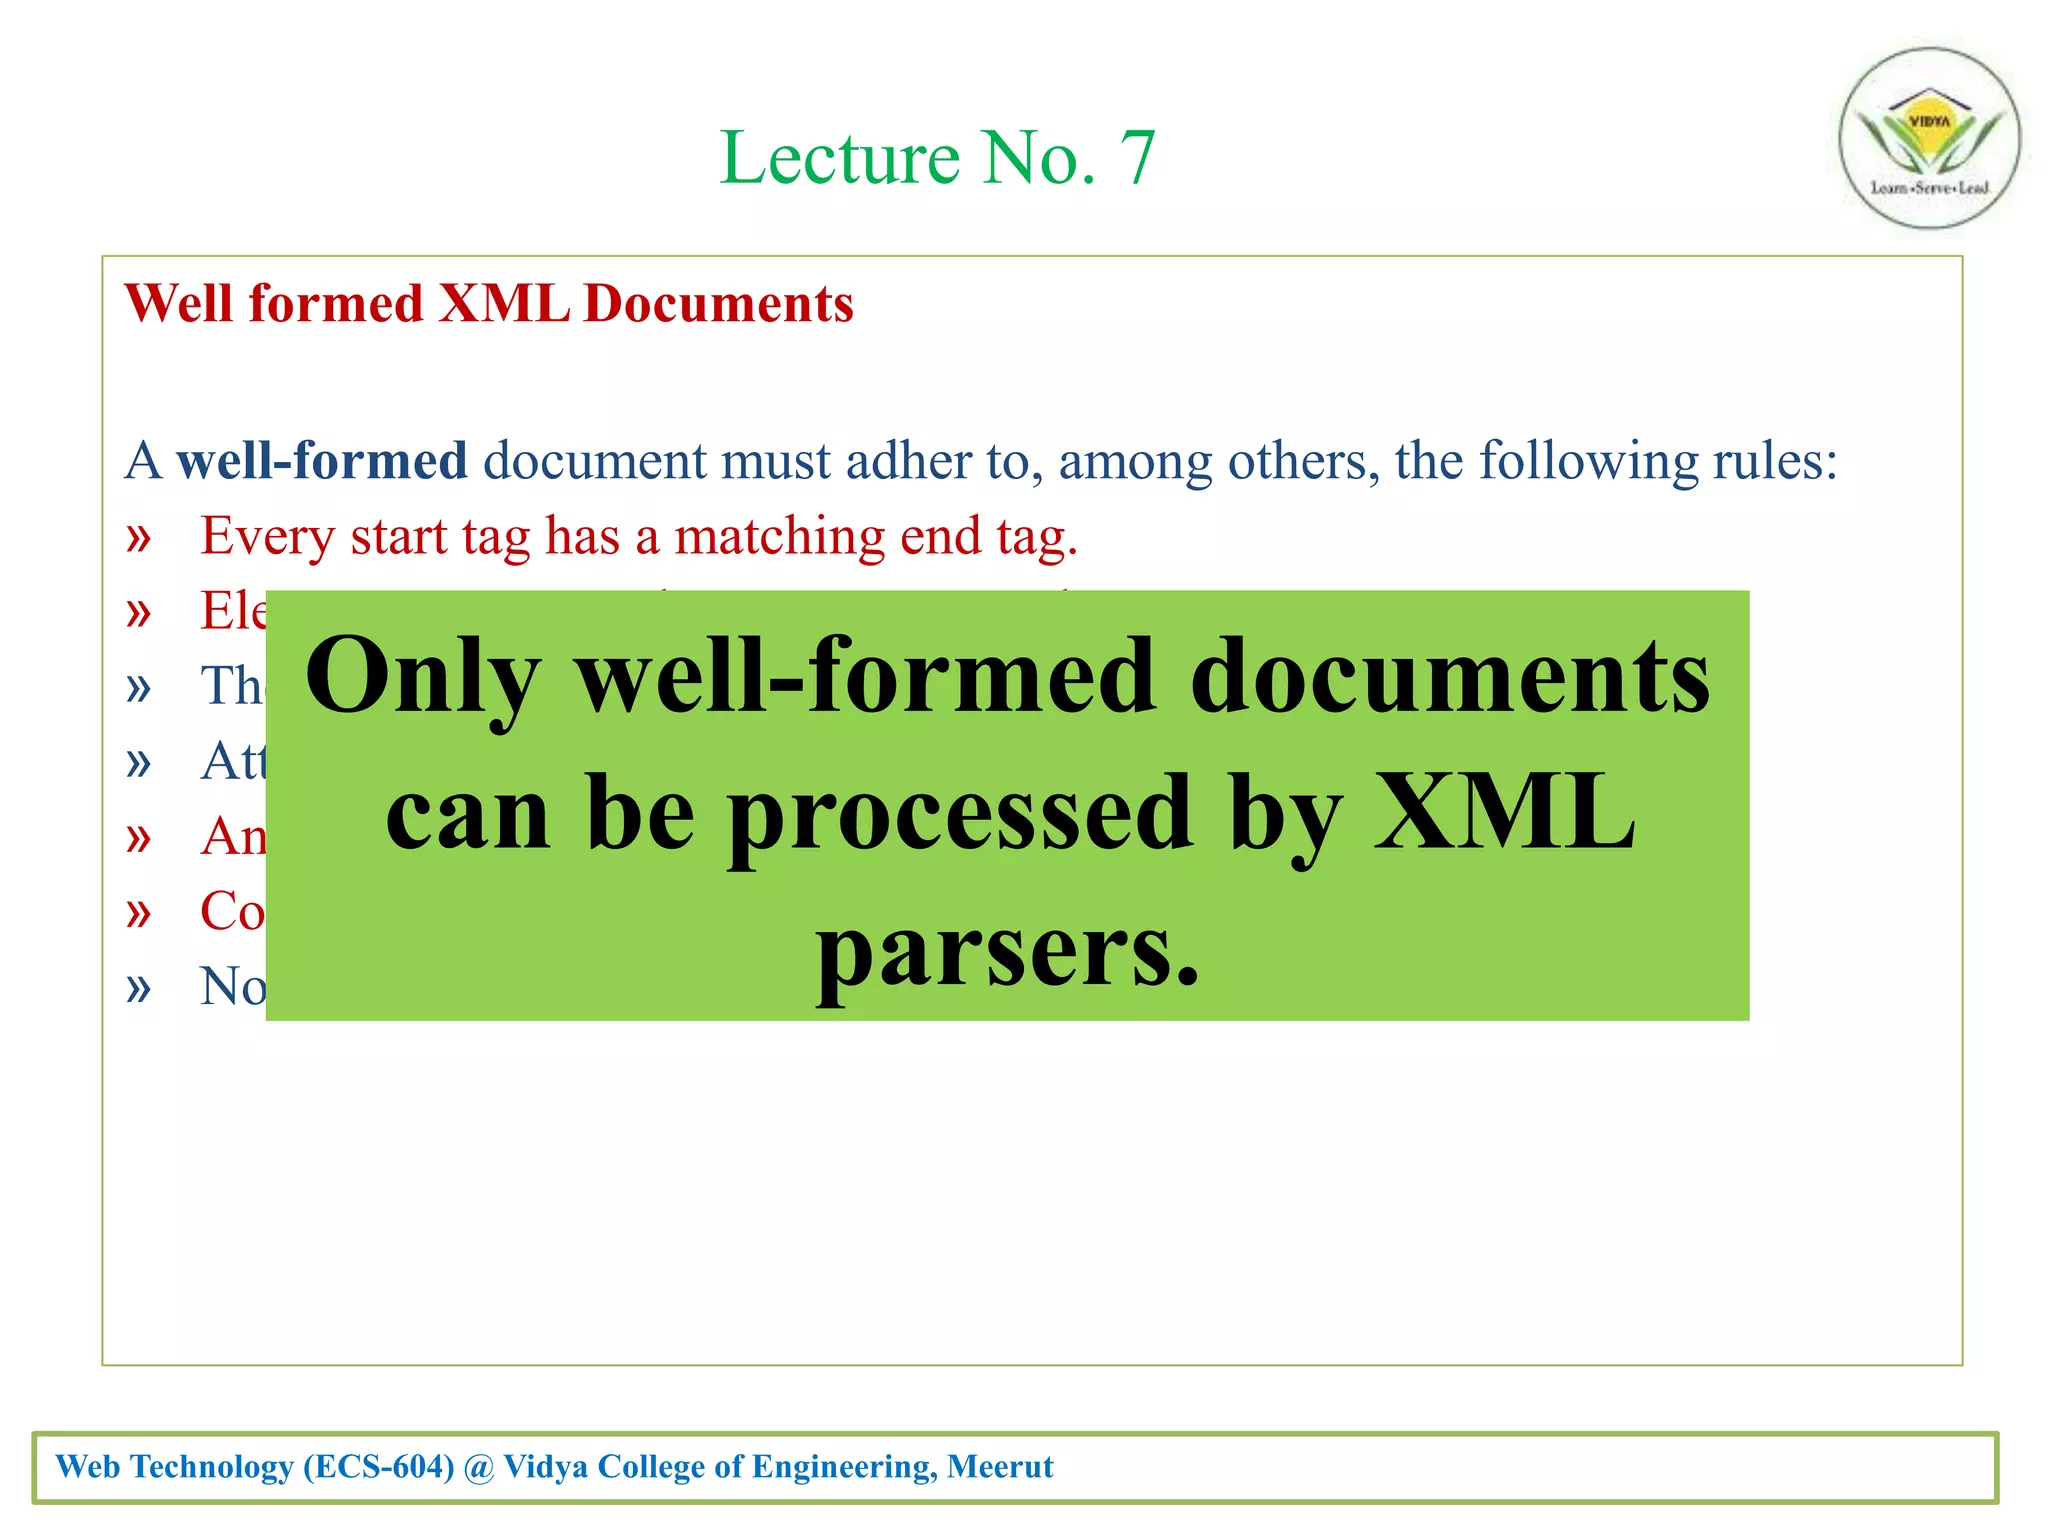 Lecture No. 7
VIDYA
Learn•Serve•Lead
Well formed XML Documents
A well-formed document must adher to, among others, the following rules:
» Every start tag has a matching end tag.
» Ele
» The
» Att
» An
» Co
» No
Only well-formed documents
can be processed by XML
parsers.
Web Technology (ECS-604) @ Vidya College of Engineering, Meerut